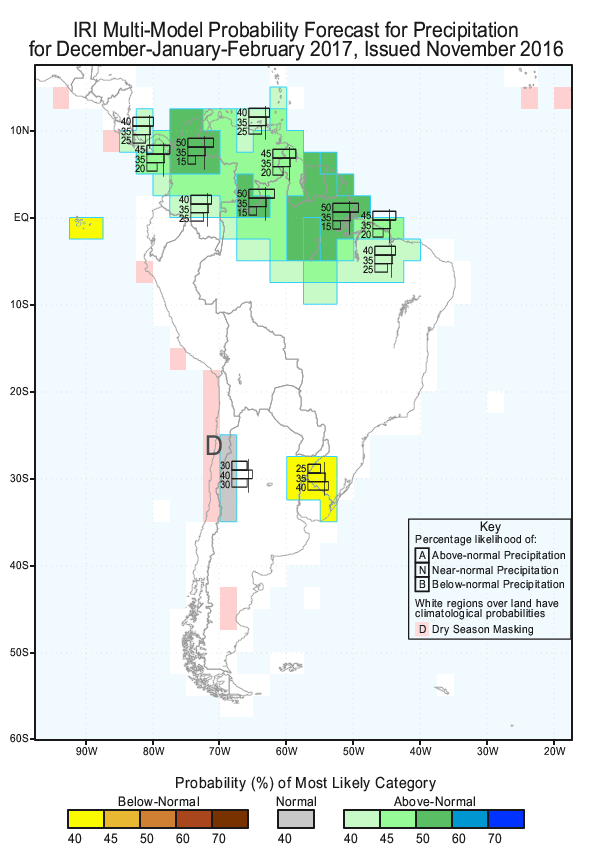 IRI Multi-Model Probability Forecast for Precipitation
for December-January-February 2017, Issued November 2016
40
35
25
40
35
25
50
35
15
45
35
20
45
35
20
50
35
15
40
35
25
50
35
15
45
35
20
40
35
25
D
30
40
30
25
35
40
10N
EQ
10S
20S
30S
40S
50S
60S
90W 80W 70W 60W 50W 40W 30W 20W
Key
Percentage likelihood of:
A Above-normal Precipitation
N Near-normal Precipitation
B Below-normal Precipitation
White regions over land have
climatological probabilities
D Dry Season Masking
Probability (%) of Most Likely Category
Below-Normal Normal Above-Normal
40 45 50 60 70 40 40 45 50 60 70